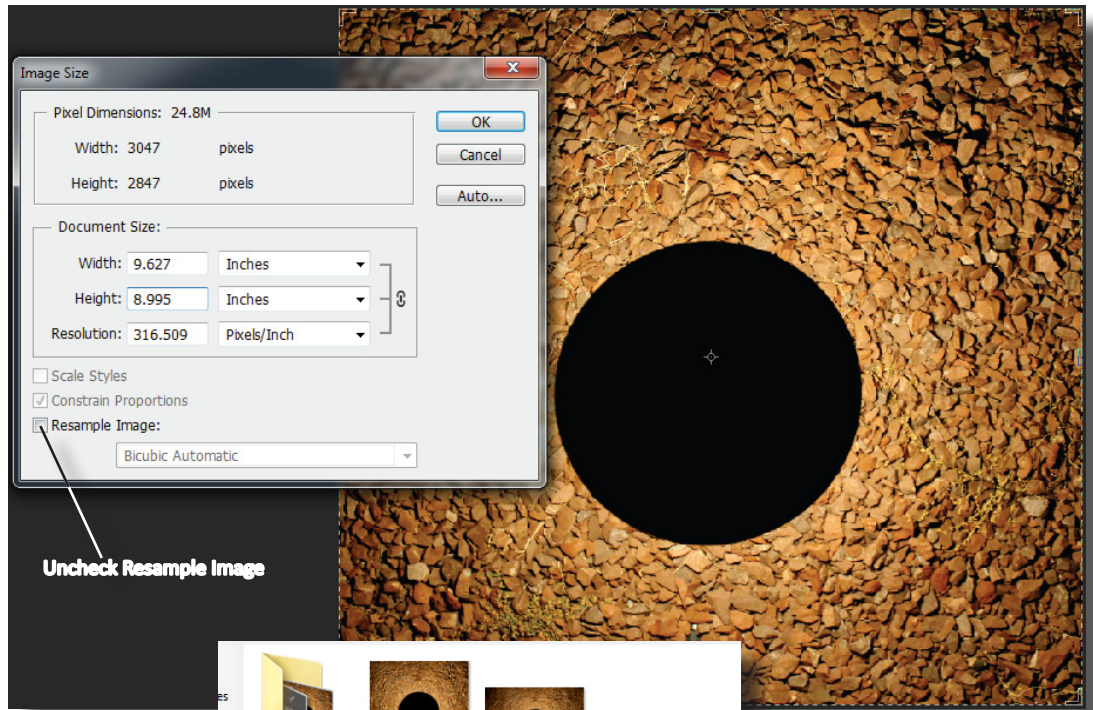 Image Size
Pixel Dimensions: 24.8M
Width: 3047 pixels
Height: 2847 pixels
OK
Cancel
Auto...
Document Size:
Width: 9.627 Inches
Height: 8.995 Inches
Resolution: 316.509 Pixels/Inch
Scale Styles
Constrain Proportions
Resample Image:
Bicubic Automatic
Uncheck Resample Image
es